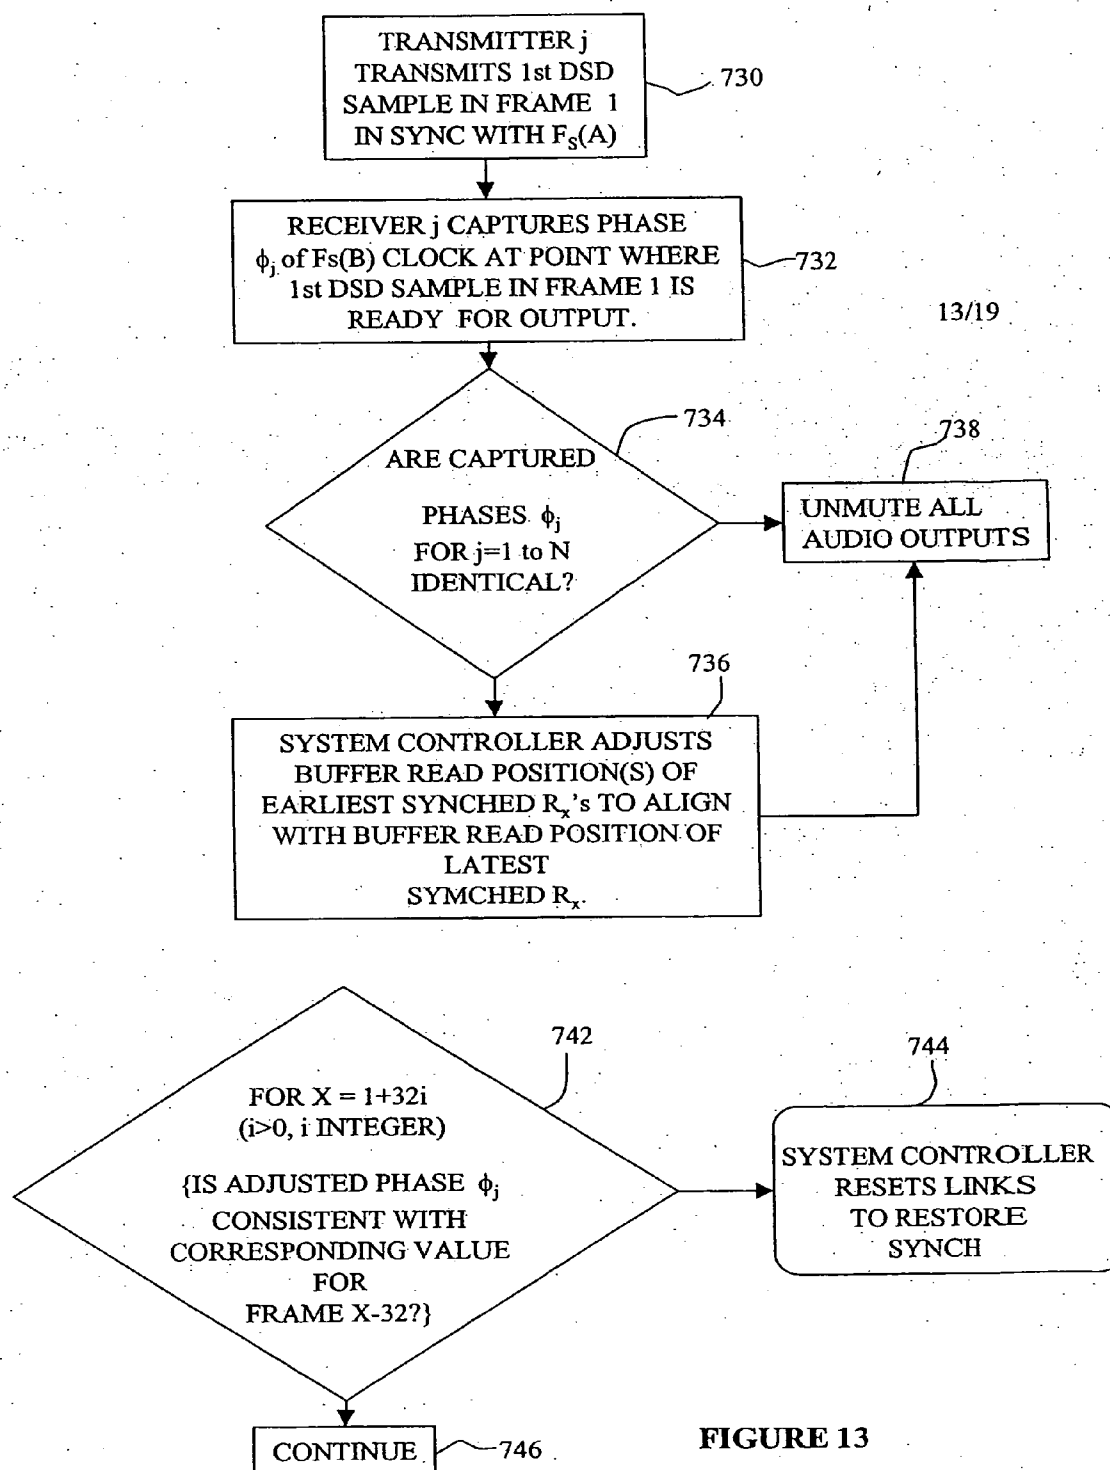 TRANSMITTER j
TRANSMITS 1st DSD
SAMPLE IN FRAME 1
IN SYNC WITH FS(A)
730
RECEIVER j CAPTURES PHASE
ϕj of Fs(B) CLOCK AT POINT WHERE
1st DSD SAMPLE IN FRAME 1 IS
READY FOR OUTPUT.
732
13/19
ARE CAPTURED
PHASES ϕj
FOR j=1 to N
IDENTICAL?
734
738
UNMUTE ALL
AUDIO OUTPUTS
736
SYSTEM CONTROLLER ADJUSTS
BUFFER READ POSITION(S) OF
EARLIEST SYNCHED Rx's TO ALIGN
WITH BUFFER READ POSITION OF
LATEST
SYMCHED Rx.
742
FOR X = 1+32i
(i>0, i INTEGER)
{IS ADJUSTED PHASE ϕj
CONSISTENT WITH
CORRESPONDING VALUE
FOR
FRAME X-32?}
744
SYSTEM CONTROLLER
RESETS LINKS
TO RESTORE
SYNCH
CONTINUE
746
FIGURE 13